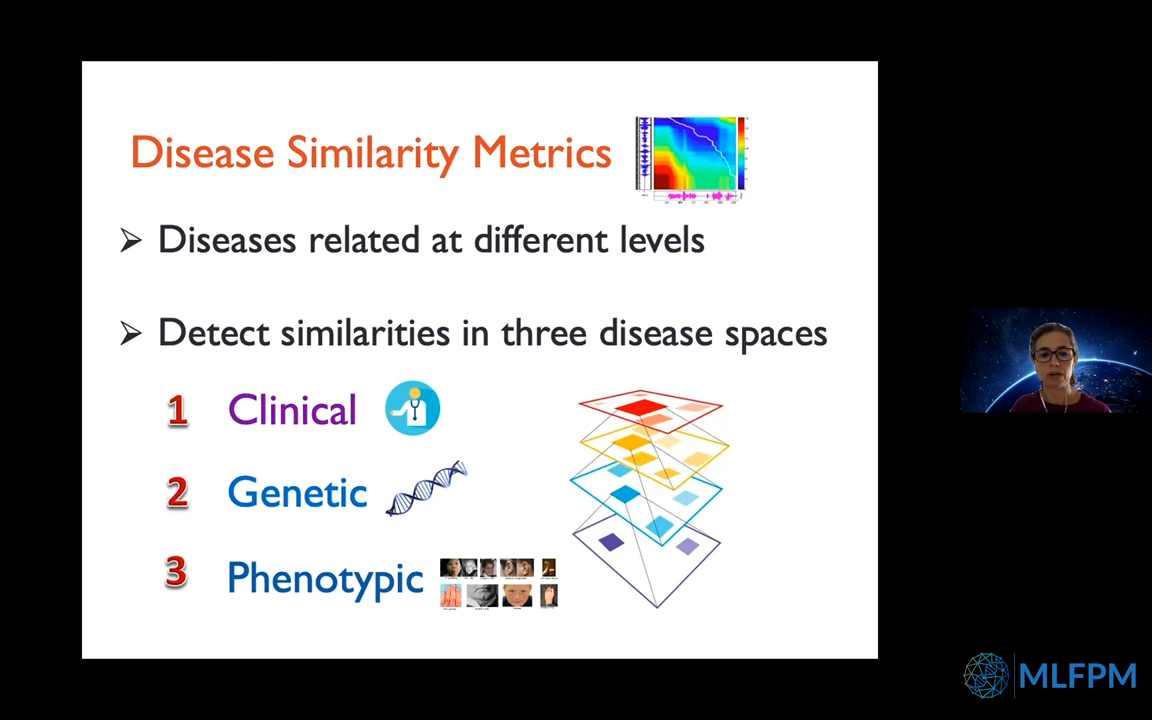 Disease Similarity Metrics
➢ Diseases related at different levels
➢ Detect similarities in three disease spaces
1 Clinical
2 Genetic
3 Phenotypic
MLFPM